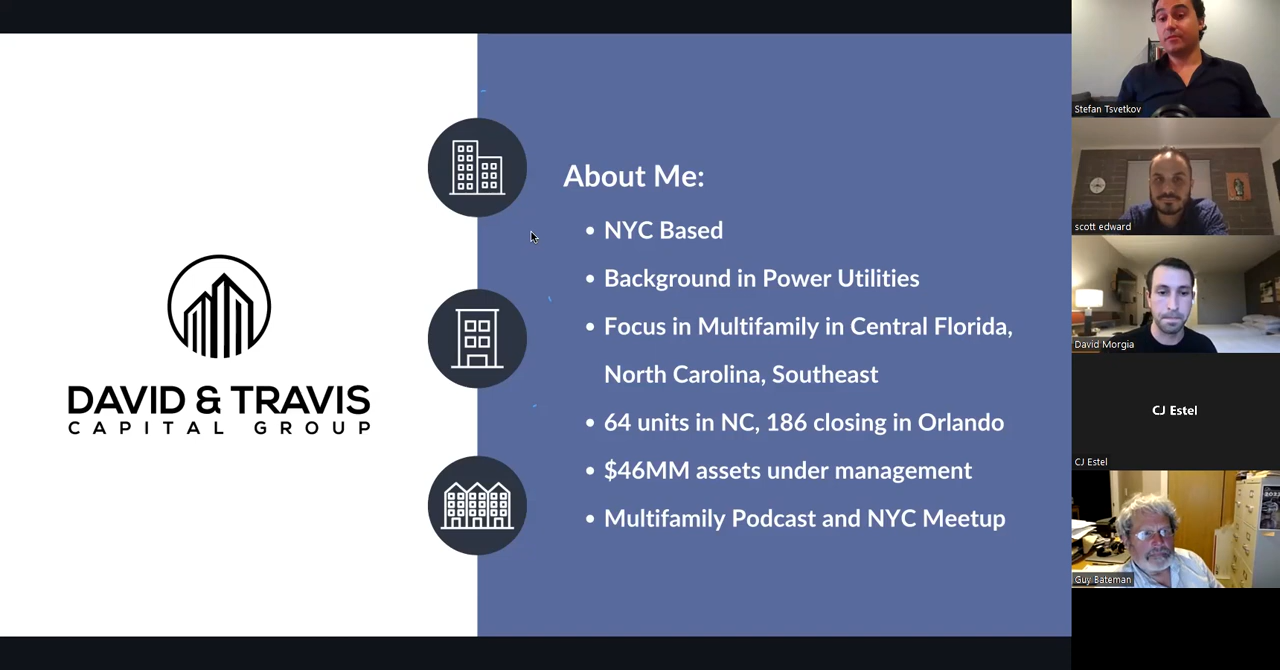 DAVID & TRAVIS
CAPITAL GROUP
About Me:
• NYC Based
• Background in Power Utilities
• Focus in Multifamily in Central Florida,
North Carolina, Southeast
• 64 units in NC, 186 closing in Orlando
• $46MM assets under management
• Multifamily Podcast and NYC Meetup
Stefan Tsvetkov
scott edward
David Morgia
CJ Estel
CJ Estel
Guy Bateman